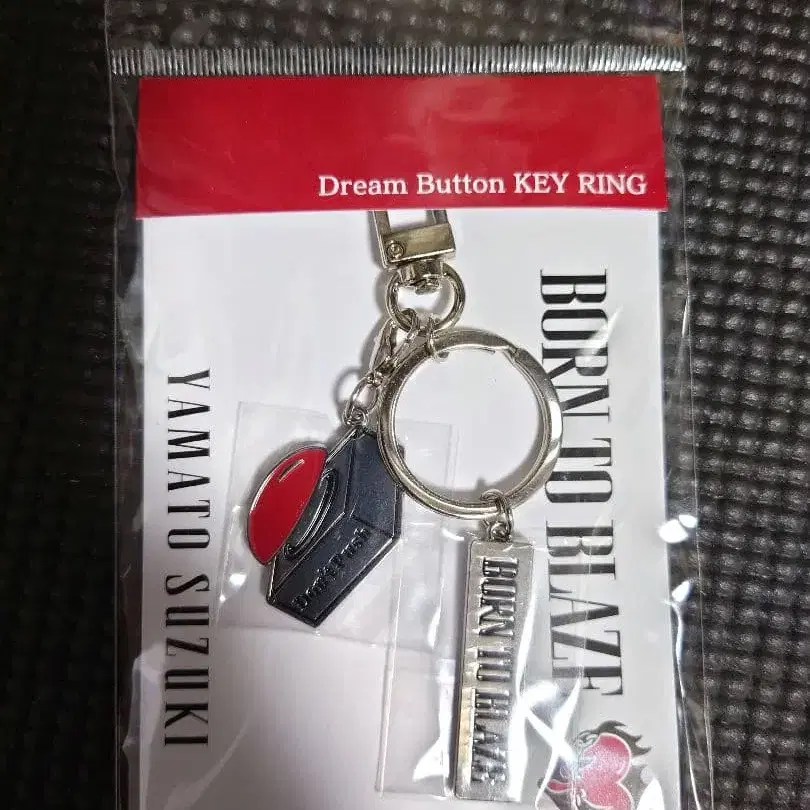 Dream Button KEY RING
BORN TO BLAZE
YAMATO SUZUKI
Don't Push
BORN TO BLAZE